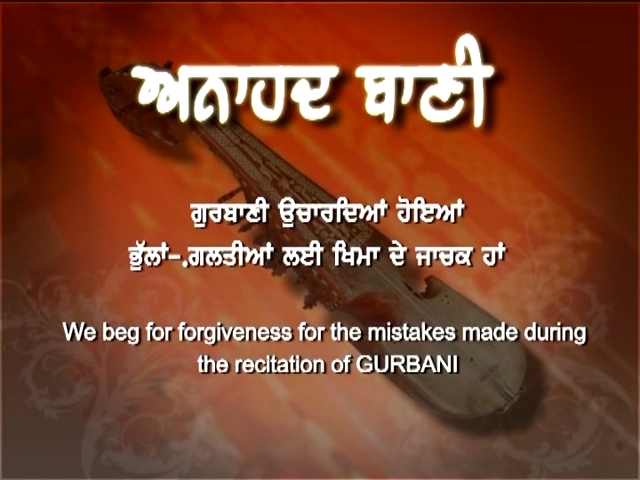 ਅਨਾਹਦ ਬਾਣੀ
ਗੁਰਬਾਣੀ ਉਚਾਰਦਿਆਂ ਹੋਇਆਂ
ਭੁੱਲਾਂ-.ਗਲਤੀਆਂ ਲਈ ਖਿਮਾ ਦੇ ਜਾਚਕ ਹਾਂ
We beg for forgiveness for the mistakes made during
the recitation of GURBANI